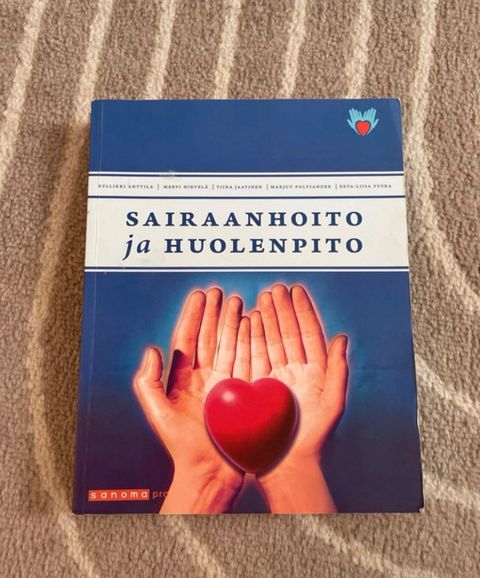 KYLLIKKI ANTTILA | MERVI HIRVELÄ | TIINA JAATINEN | MARJUT POLVIANDER | EEVA-LIISA PUSKA
SAIRAANHOITO
ja HUOLENPITO
sanoma pro